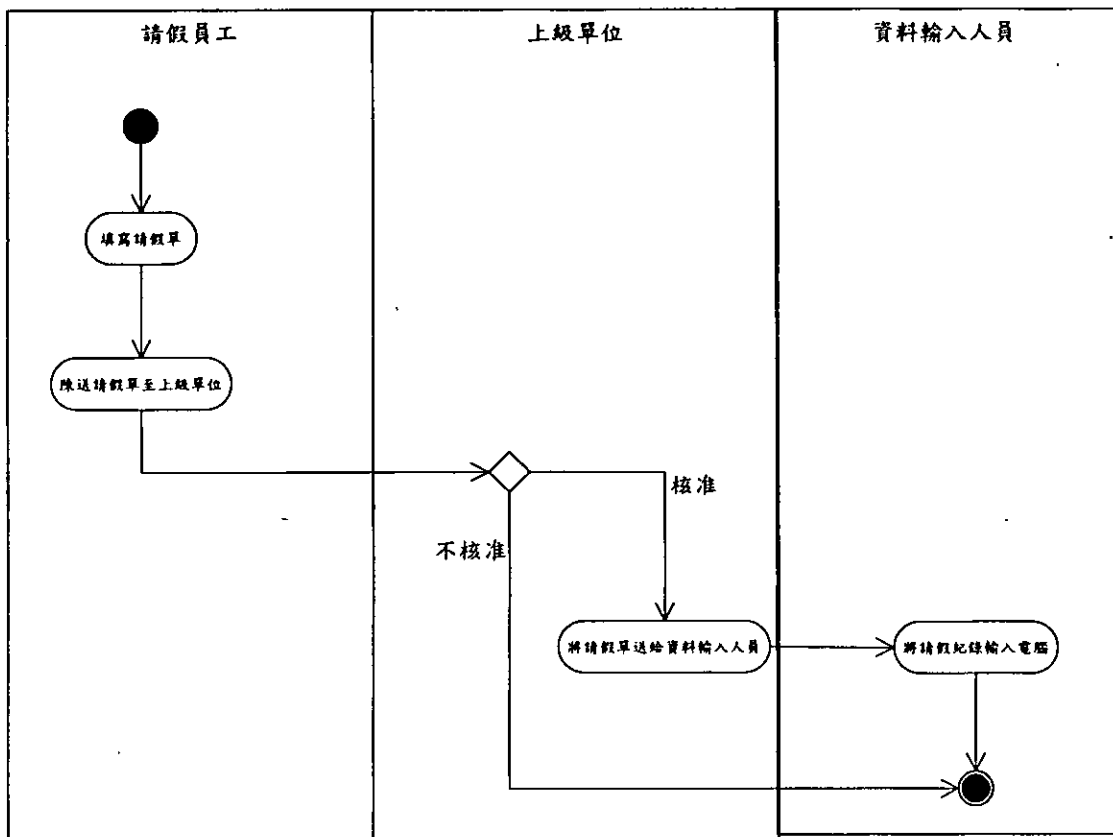 請假員工
上級單位
資料輸入人員
填寫請假單
陳送請假單至上級單位
核准
不核准
將請假單送給資料輸入人員
將請假紀錄輸入電腦